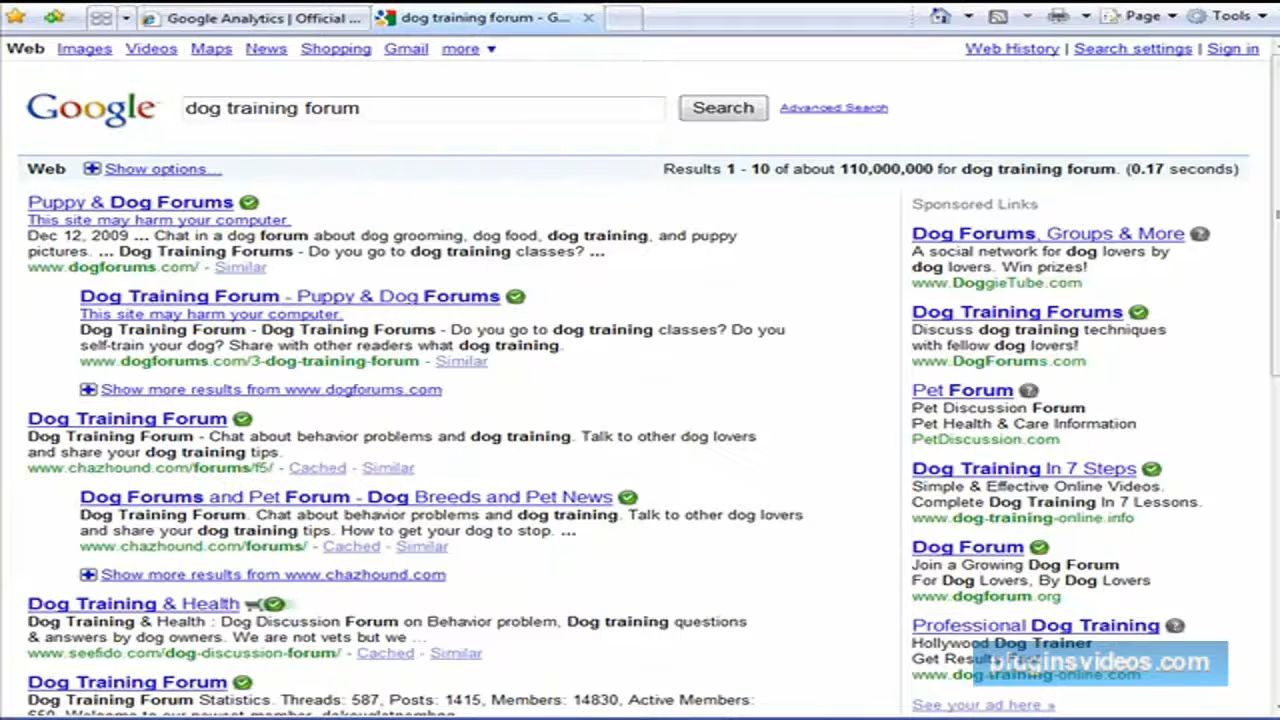 Google Analytics | Official ...
dog training forum - G...
Page
Tools
Web Images Videos Maps News Shopping Gmail more ▼
Web History | Search settings | Sign in
Google
dog training forum
Search
Advanced Search
Web
Show options...
Results 1 - 10 of about 110,000,000 for dog training forum. (0.17 seconds)
Puppy & Dog Forums
This site may harm your computer.
Dec 12, 2009 ... Chat in a dog forum about dog grooming, dog food, dog training, and puppy
pictures. ... Dog Training Forums - Do you go to dog training classes? ...
www.dogforums.com/ - Similar
Dog Training Forum - Puppy & Dog Forums
This site may harm your computer.
Dog Training Forum - Dog Training Forums - Do you go to dog training classes? Do you
self-train your dog? Share with other readers what dog training.
www.dogforums.com/3-dog-training-forum - Similar
Show more results from www.dogforums.com
Dog Training Forum
Dog Training Forum - Chat about behavior problems and dog training. Talk to other dog lovers
and share your dog training tips.
www.chazhound.com/forums/f5/ - Cached - Similar
Dog Forums and Pet Forum - Dog Breeds and Pet News
Dog Training Forum. Chat about behavior problems and dog training. Talk to other dog lovers
and share your dog training tips. How to get your dog to stop. ...
www.chazhound.com/forums/ - Cached - Similar
Show more results from www.chazhound.com
Dog Training & Health
Dog Training & Health : Dog Discussion Forum on Behavior problem, Dog training questions
& answers by dog owners. We are not vets but we ...
www.seefido.com/dog-discussion-forum/ - Cached - Similar
Dog Training Forum
Dog Training Forum Statistics. Threads: 587, Posts: 1415, Members: 14830, Active Members:
Sponsored Links
Dog Forums, Groups & More
A social network for dog lovers by
dog lovers. Win prizes!
www.DoggieTube.com
Dog Training Forums
Discuss dog training techniques
with fellow dog lovers!
www.DogForums.com
Pet Forum
Pet Discussion Forum
Pet Health & Care Information
PetDiscussion.com
Dog Training In 7 Steps
Simple & Effective Online Videos.
Complete Dog Training In 7 Lessons.
www.dog-training-online.info
Dog Forum
Join a Growing Dog Forum
For Dog Lovers, By Dog Lovers
www.dogforum.org
Professional Dog Training
Hollywood Dog Trainer
Get Results
pluginsvideos.com
www.dog-training-online.com
See your ad here »